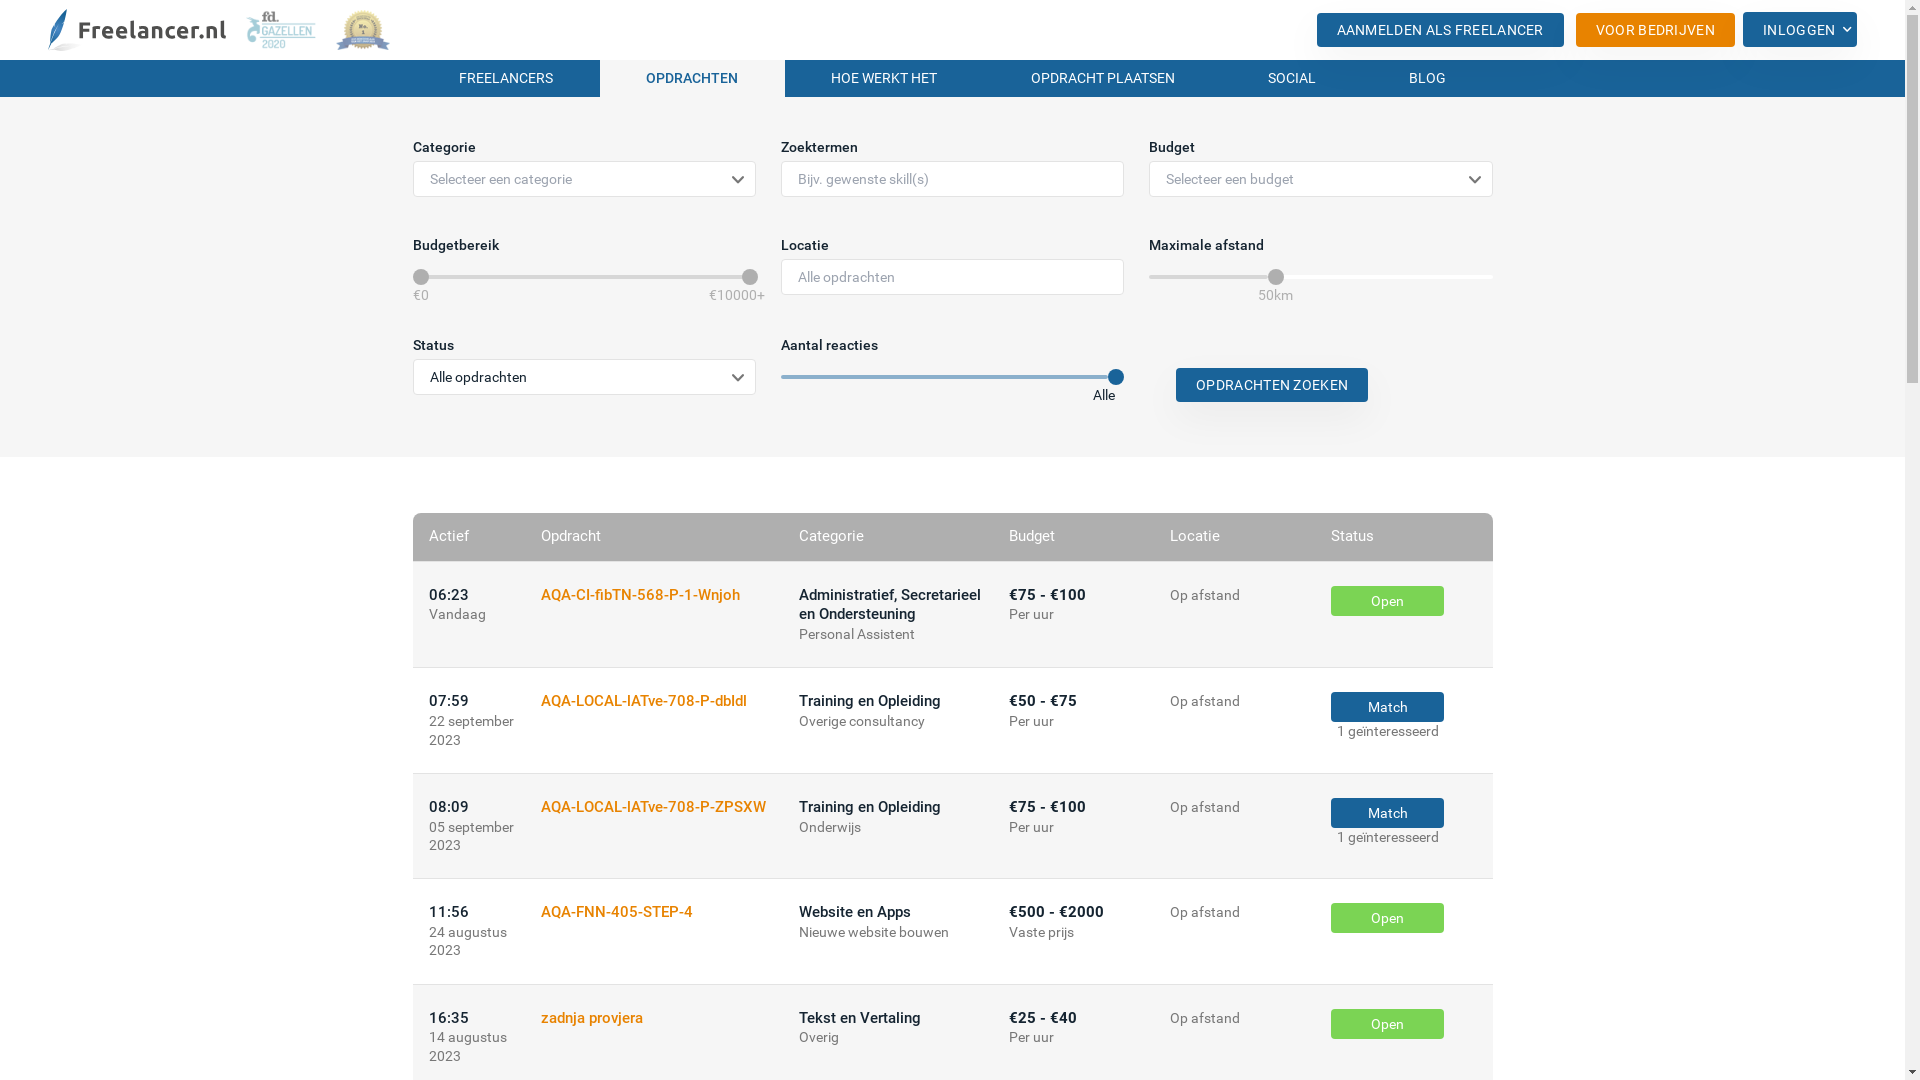 Freelancer.nl
fd.
GAZELLEN
2020
AANMELDEN ALS FREELANCER
VOOR BEDRIJVEN
INLOGGEN
FREELANCERS
OPDRACHTEN
HOE WERKT HET
OPDRACHT PLAATSEN
SOCIAL
BLOG
Categorie
Zoektermen
Budget
Selecteer een categorie
Bijv. gewenste skill(s)
Selecteer een budget
Budgetbereik
Locatie
Maximale afstand
Alle opdrachten
€0
€10000+
50km
Status
Aantal reacties
Alle opdrachten
OPDRACHTEN ZOEKEN
Alle
Actief Opdracht Categorie Budget Locatie Status
06:23
Vandaag
AQA-CI-fibTN-568-P-1-Wnjoh
Administratief, Secretarieel
en Ondersteuning
Personal Assistent
€75 - €100
Per uur
Op afstand
Open
07:59
22 september
2023
AQA-LOCAL-IATve-708-P-dbIdI
Training en Opleiding
Overige consultancy
€50 - €75
Per uur
Op afstand
Match
1 geïnteresseerd
08:09
05 september
2023
AQA-LOCAL-IATve-708-P-ZPSXW
Training en Opleiding
Onderwijs
€75 - €100
Per uur
Op afstand
Match
1 geïnteresseerd
11:56
24 augustus
2023
AQA-FNN-405-STEP-4
Website en Apps
Nieuwe website bouwen
€500 - €2000
Vaste prijs
Op afstand
Open
16:35
14 augustus
2023
zadnja provjera
Tekst en Vertaling
Overig
€25 - €40
Per uur
Op afstand
Open